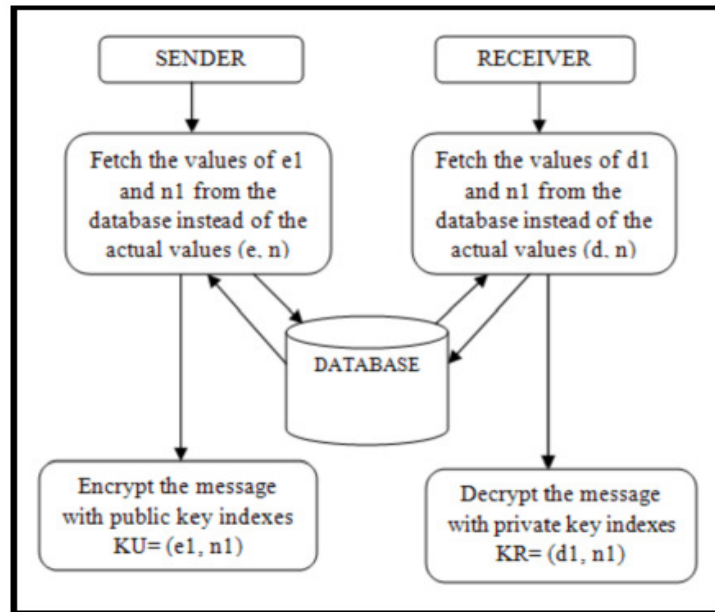 SENDER
RECEIVER
Fetch the values of e1
and n1 from the
database instead of the
actual values (e, n)
Fetch the values of d1
and n1 from the
database instead of the
actual values (d, n)
DATABASE
Encrypt the message
with public key indexes
KU= (e1, n1)
Decrypt the message
with private key indexes
KR= (d1, n1)